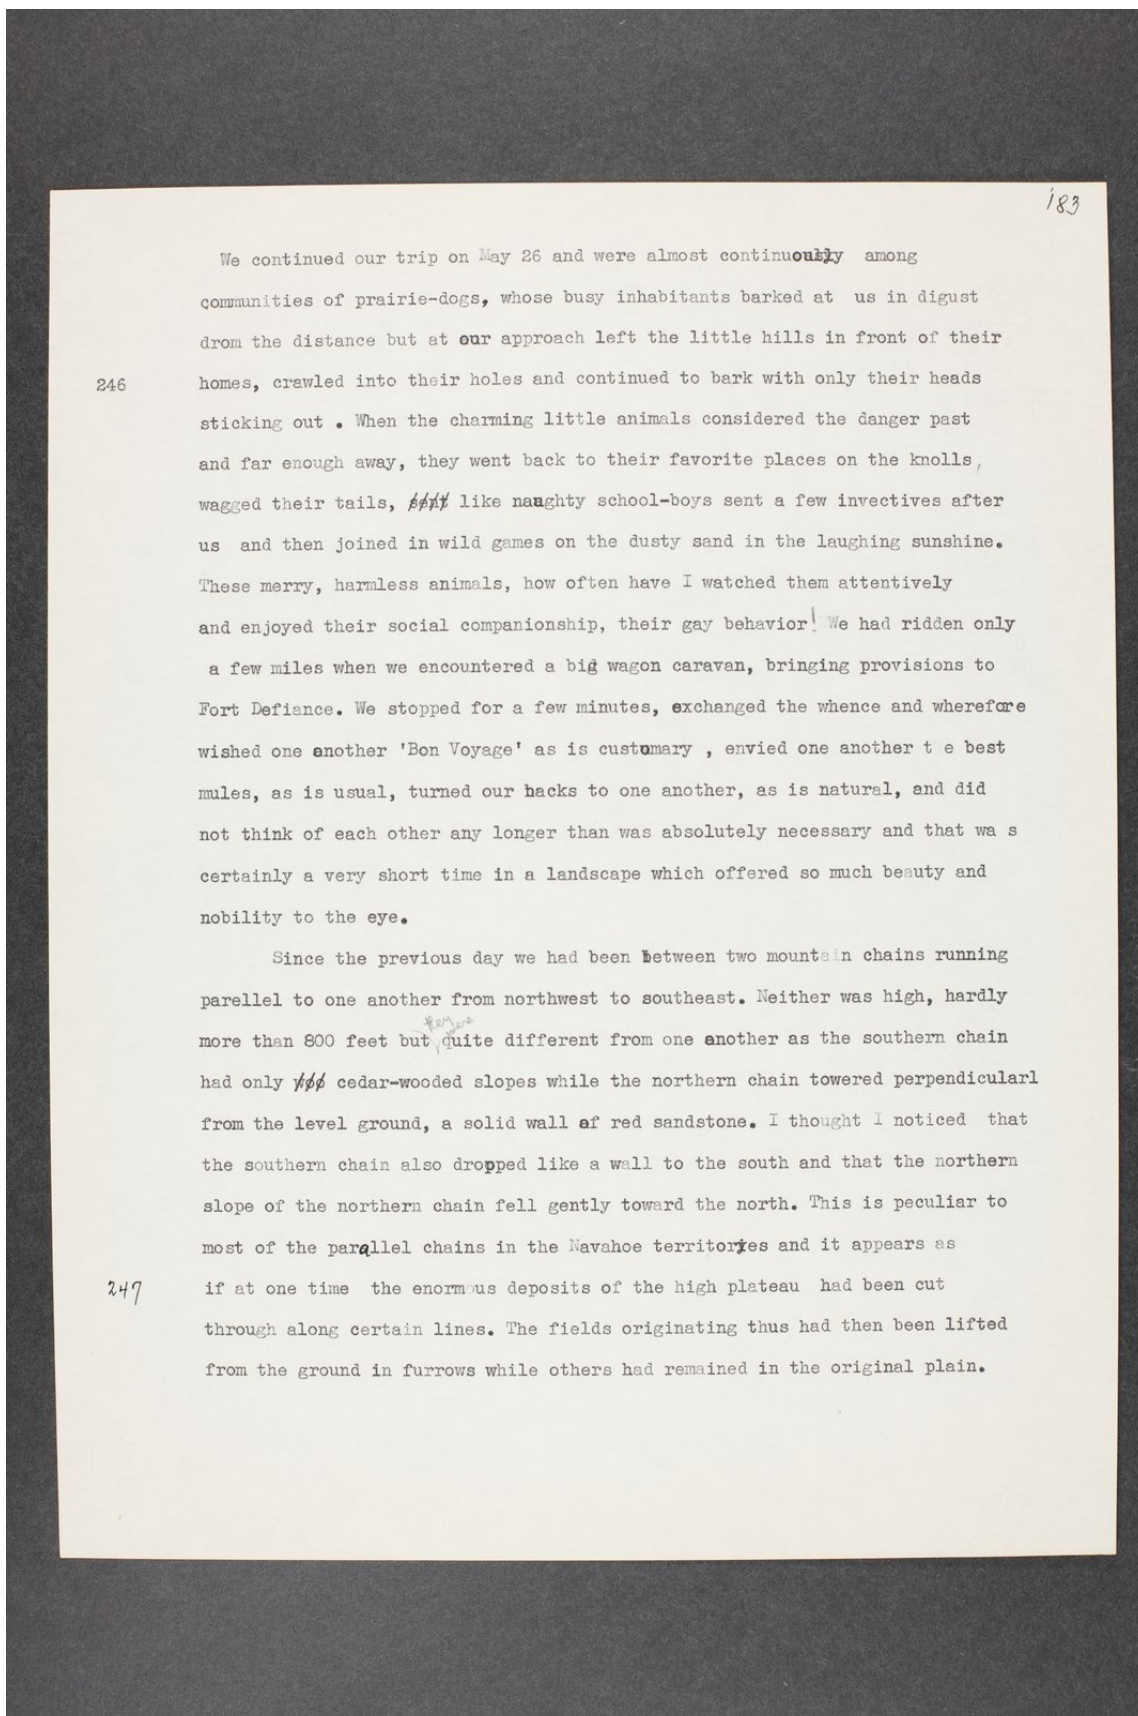 183
We continued our trip on May 26 and were almost continuously among
communities of prairie-dogs, whose busy inhabitants barked at us in digust
drom the distance but at our approach left the little hills in front of their
246 homes, crawled into their holes and continued to bark with only their heads
sticking out . When the charming little animals considered the danger past
and far enough away, they went back to their favorite places on the knolls,
wagged their tails, sent like naughty school-boys sent a few invectives after
us and then joined in wild games on the dusty sand in the laughing sunshine.
These merry, harmless animals, how often have I watched them attentively
and enjoyed their social companionship, their gay behavior! We had ridden only
a few miles when we encountered a big wagon caravan, bringing provisions to
Fort Defiance. We stopped for a few minutes, exchanged the whence and wherefore
wished one another 'Bon Voyage' as is customary , envied one another t e best
mules, as is usual, turned our backs to one another, as is natural, and did
not think of each other any longer than was absolutely necessary and that wa s
certainly a very short time in a landscape which offered so much beauty and
nobility to the eye.
Since the previous day we had been between two mountain chains running
parellel to one another from northwest to southeast. Neither was high, hardly
they were
more than 800 feet but quite different from one another as the southern chain
had only cedar-wooded slopes while the northern chain towered perpendicularl
from the level ground, a solid wall of red sandstone. I thought I noticed that
the southern chain also dropped like a wall to the south and that the northern
slope of the northern chain fell gently toward the north. This is peculiar to
most of the parallel chains in the Navahoe territories and it appears as
247 if at one time the enormous deposits of the high plateau had been cut
through along certain lines. The fields originating thus had then been lifted
from the ground in furrows while others had remained in the original plain.